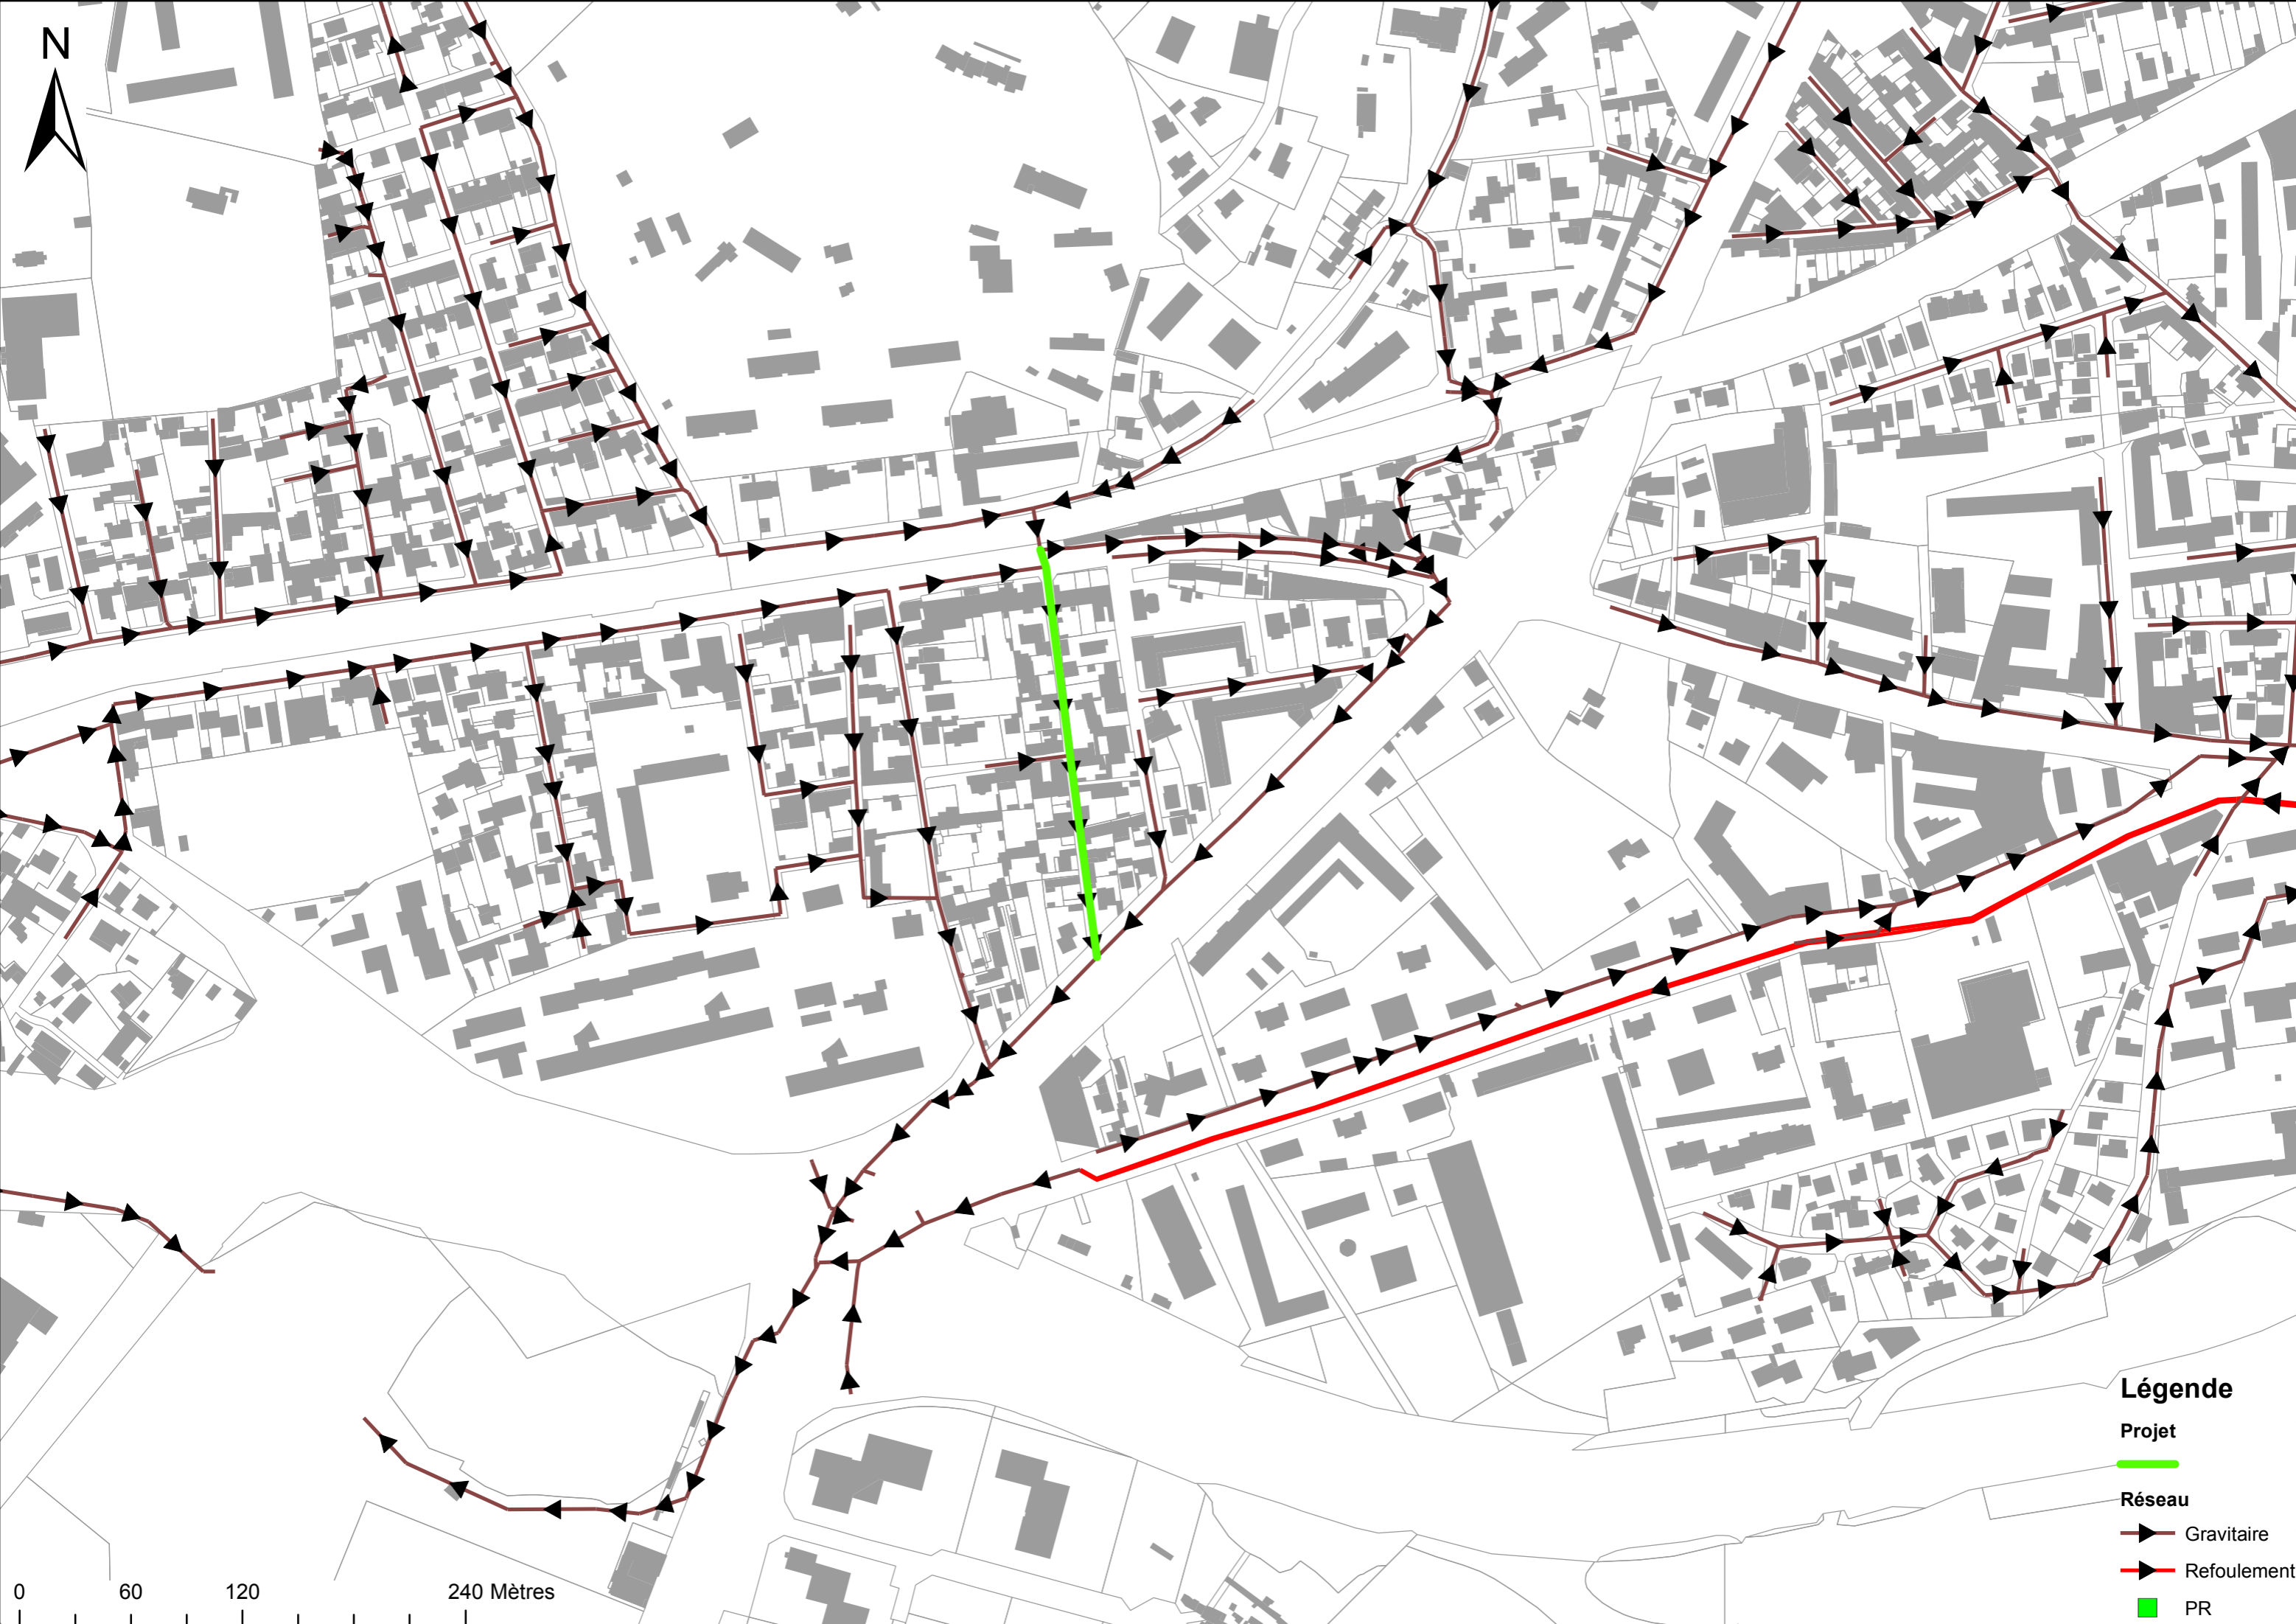 N
Légende
Projet
Réseau
Gravitaire
Refoulement
PR
0 60 120 240 Mètres